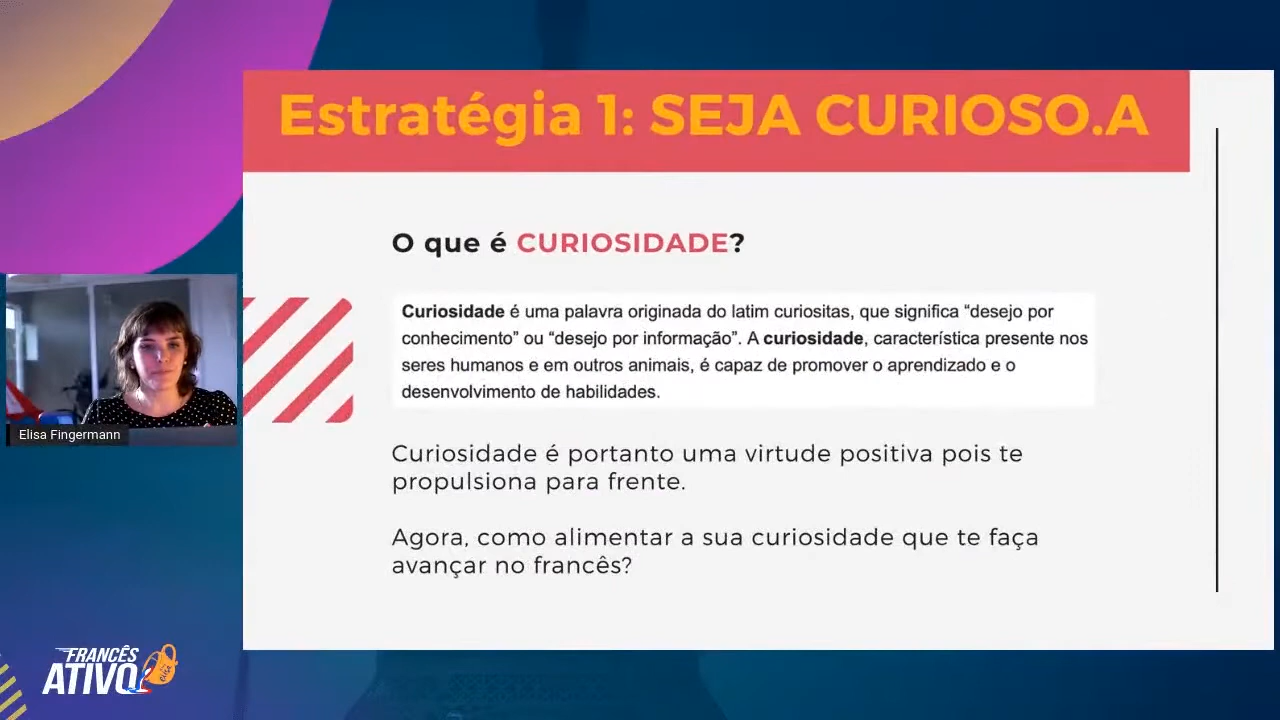 Estratégia 1: SEJA CURIOSO.A
O que é CURIOSIDADE?
Curiosidade é uma palavra originada do latim curiositas, que significa “desejo por
conhecimento” ou “desejo por informação”. A curiosidade, característica presente nos
seres humanos e em outros animais, é capaz de promover o aprendizado e o
desenvolvimento de habilidades.
Curiosidade é portanto uma virtude positiva pois te
propulsiona para frente.
Agora, como alimentar a sua curiosidade que te faça
avançar no francês?
Elisa Fingermann
FRANCÊS
ATIVO